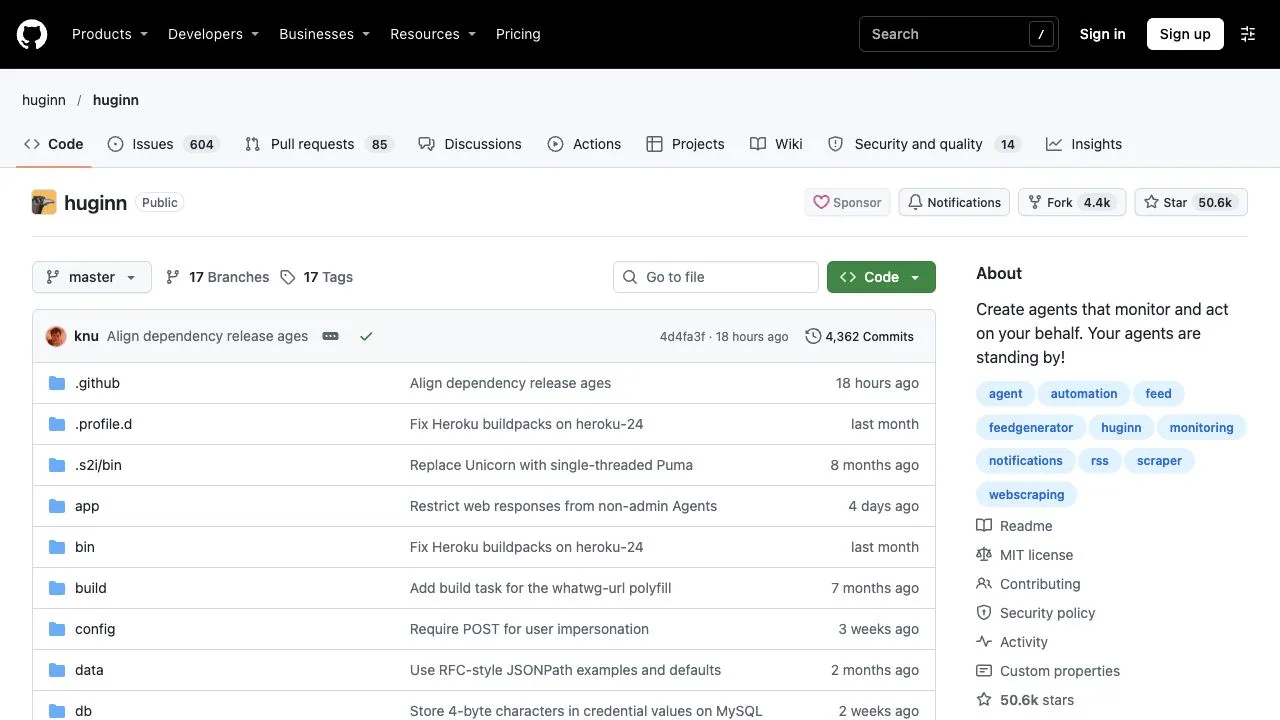 Products Developers Businesses Resources Pricing Search / Sign in Sign up
huginn / huginn
Code Issues 604 Pull requests 85 Discussions Actions Projects Wiki Security and quality 14 Insights
huginn Public Sponsor Notifications Fork 4.4k Star 50.6k
master 17 Branches 17 Tags Go to file Code
knu Align dependency release ages 4d4fa3f · 18 hours ago 4,362 Commits
.github Align dependency release ages 18 hours ago
.profile.d Fix Heroku buildpacks on heroku-24 last month
.s2i/bin Replace Unicorn with single-threaded Puma 8 months ago
app Restrict web responses from non-admin Agents 4 days ago
bin Fix Heroku buildpacks on heroku-24 last month
build Add build task for the whatwg-url polyfill 7 months ago
config Require POST for user impersonation 3 weeks ago
data Use RFC-style JSONPath examples and defaults 2 months ago
db Store 4-byte characters in credential values on MySQL 2 weeks ago
About
Create agents that monitor and act
on your behalf. Your agents are
standing by!
agent automation feed
feedgenerator huginn monitoring
notifications rss scraper
webscraping
Readme
MIT license
Contributing
Security policy
Activity
Custom properties
50.6k stars